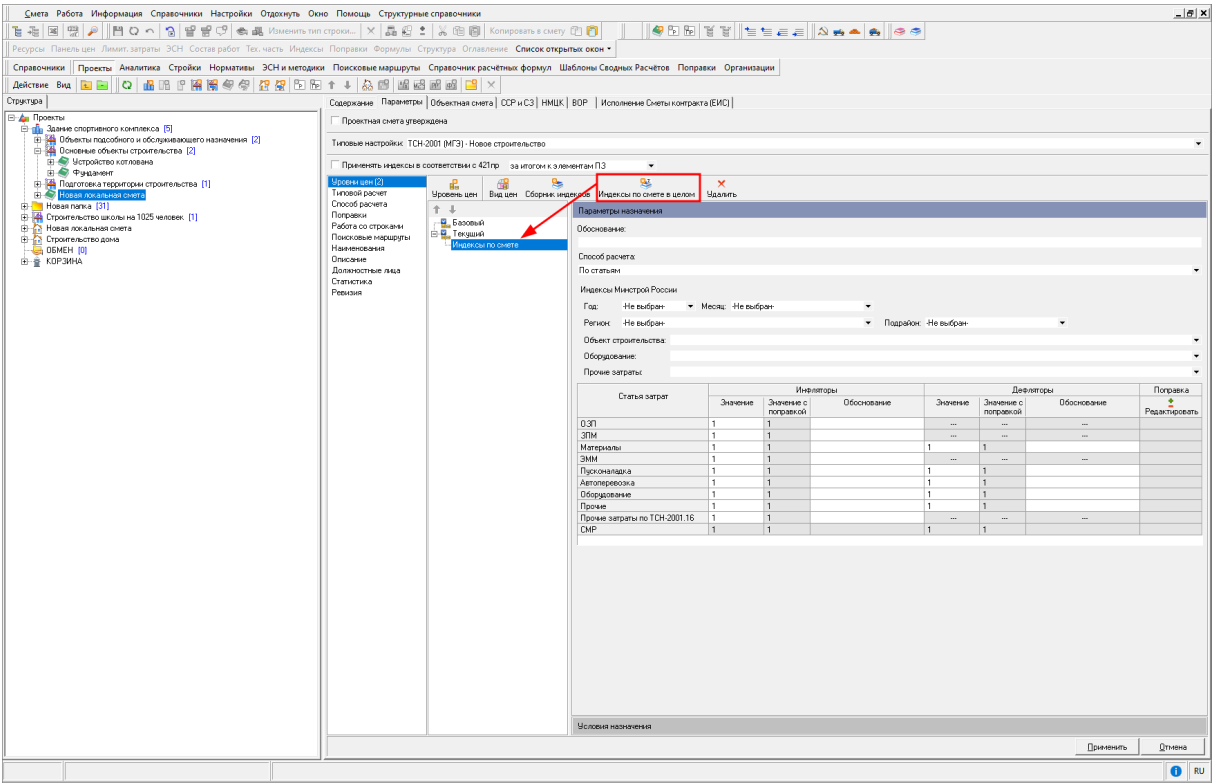 Смета Работа Информация Справочники Настройки Отдохнуть Окно Помощь Структурные справочники
Изменить тип строки... Копировать в смету
Ресурсы Панель цен Лимит. затраты ЭСН Состав работ Тех. часть Индексы Поправки Формулы Структура Оглавление Список открытых окон
Справочники Проекты Аналитика Стройки Нормативы ЭСН и методики Поисковые маршруты Справочник расчётных формул Шаблоны Сводных Расчётов Поправки Организации
Действие Вид
Структура
Проекты
Здание спортивного комплекса [5]
Объекты подсобного и обслуживающего назначения [2]
Основные объекты строительства [2]
Устройство котлована
Фундамент
Подготовка территории строительства [1]
Новая локальная смета
Новая папка [31]
Строительство школы на 1025 человек [1]
Новая локальная смета
Строительство дома
ОБМЕН [0]
КОРЗИНА
Содержание Параметры Объектная смета ССР и СЗ НМЦК ВОР Исполнение Сметы контракта (ЕИС)
Проектная смета утверждена
Типовые настройки: ТСН-2001 (МГЭ) - Новое строительство
Применять индексы в соответствии с 421пр за итогом к элементам ПЗ
Уровни цен (2)
Типовой расчет
Способ расчета
Поправки
Работа со строками
Поисковые маршруты
Наименования
Описание
Должностные лица
Статистика
Ревизия
Уровень цен Вид цен Сборник индексов Индексы по смете в целом Удалить
Базовый
Текущий
Индексы по смете
Параметры назначения
Обоснование:
Способ расчета:
По статьям
Индексы Минстрой России
Год: -Не выбран- Месяц: -Не выбран-
Регион: -Не выбран- Подрайон: -Не выбран-
Объект строительства:
Оборудование:
Прочие затраты:
Статья затрат Инфляторы Дефляторы Поправка
Значение Значение с поправкой Обоснование Значение Значение с поправкой Обоснование Редактировать
ОЗП 1 1 --- --- ---
ЗПМ 1 1 --- --- ---
Материалы 1 1 1 1
ЭММ 1 1 --- --- ---
Пусконаладка 1 1 1 1
Автоперевозка 1 1 1 1
Оборудование 1 1 1 1
Прочие 1 1 1 1
Прочие затраты по ТСН-2001.16 1 1 --- --- ---
СМР 1 1 1 1
Условия назначения
Применить Отмена
RU